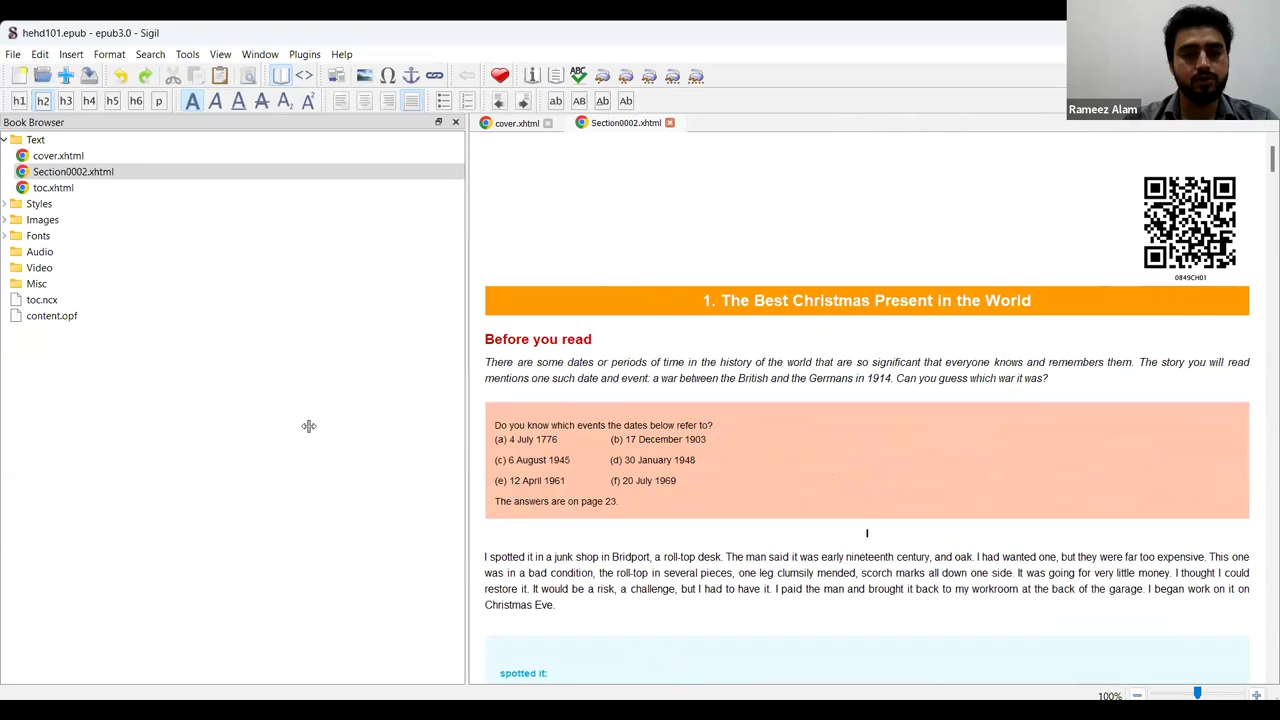 hehd101.epub - epub3.0 - Sigil
File Edit Insert Format Search Tools View Window Plugins Help
h1 h2 h3 h4 h5 h6 p A A A A A₂ A² ab AB Ab Ab
ABC
Rameez Alam
Book Browser
cover.xhtml
Section0002.xhtml
Text
cover.xhtml
Section0002.xhtml
toc.xhtml
Styles
Images
Fonts
Audio
Video
Misc
toc.ncx
content.opf
0849CH01
1. The Best Christmas Present in the World
Before you read
There are some dates or periods of time in the history of the world that are so significant that everyone knows and remembers them. The story you will read
mentions one such date and event: a war between the British and the Germans in 1914. Can you guess which war it was?
Do you know which events the dates below refer to?
(a) 4 July 1776 (b) 17 December 1903
(c) 6 August 1945 (d) 30 January 1948
(e) 12 April 1961 (f) 20 July 1969
The answers are on page 23.
I spotted it in a junk shop in Bridport, a roll-top desk. The man said it was early nineteenth century, and oak. I had wanted one, but they were far too expensive. This one
was in a bad condition, the roll-top in several pieces, one leg clumsily mended, scorch marks all down one side. It was going for very little money. I thought I could
restore it. It would be a risk, a challenge, but I had to have it. I paid the man and brought it back to my workroom at the back of the garage. I began work on it on
Christmas Eve.
spotted it:
100%